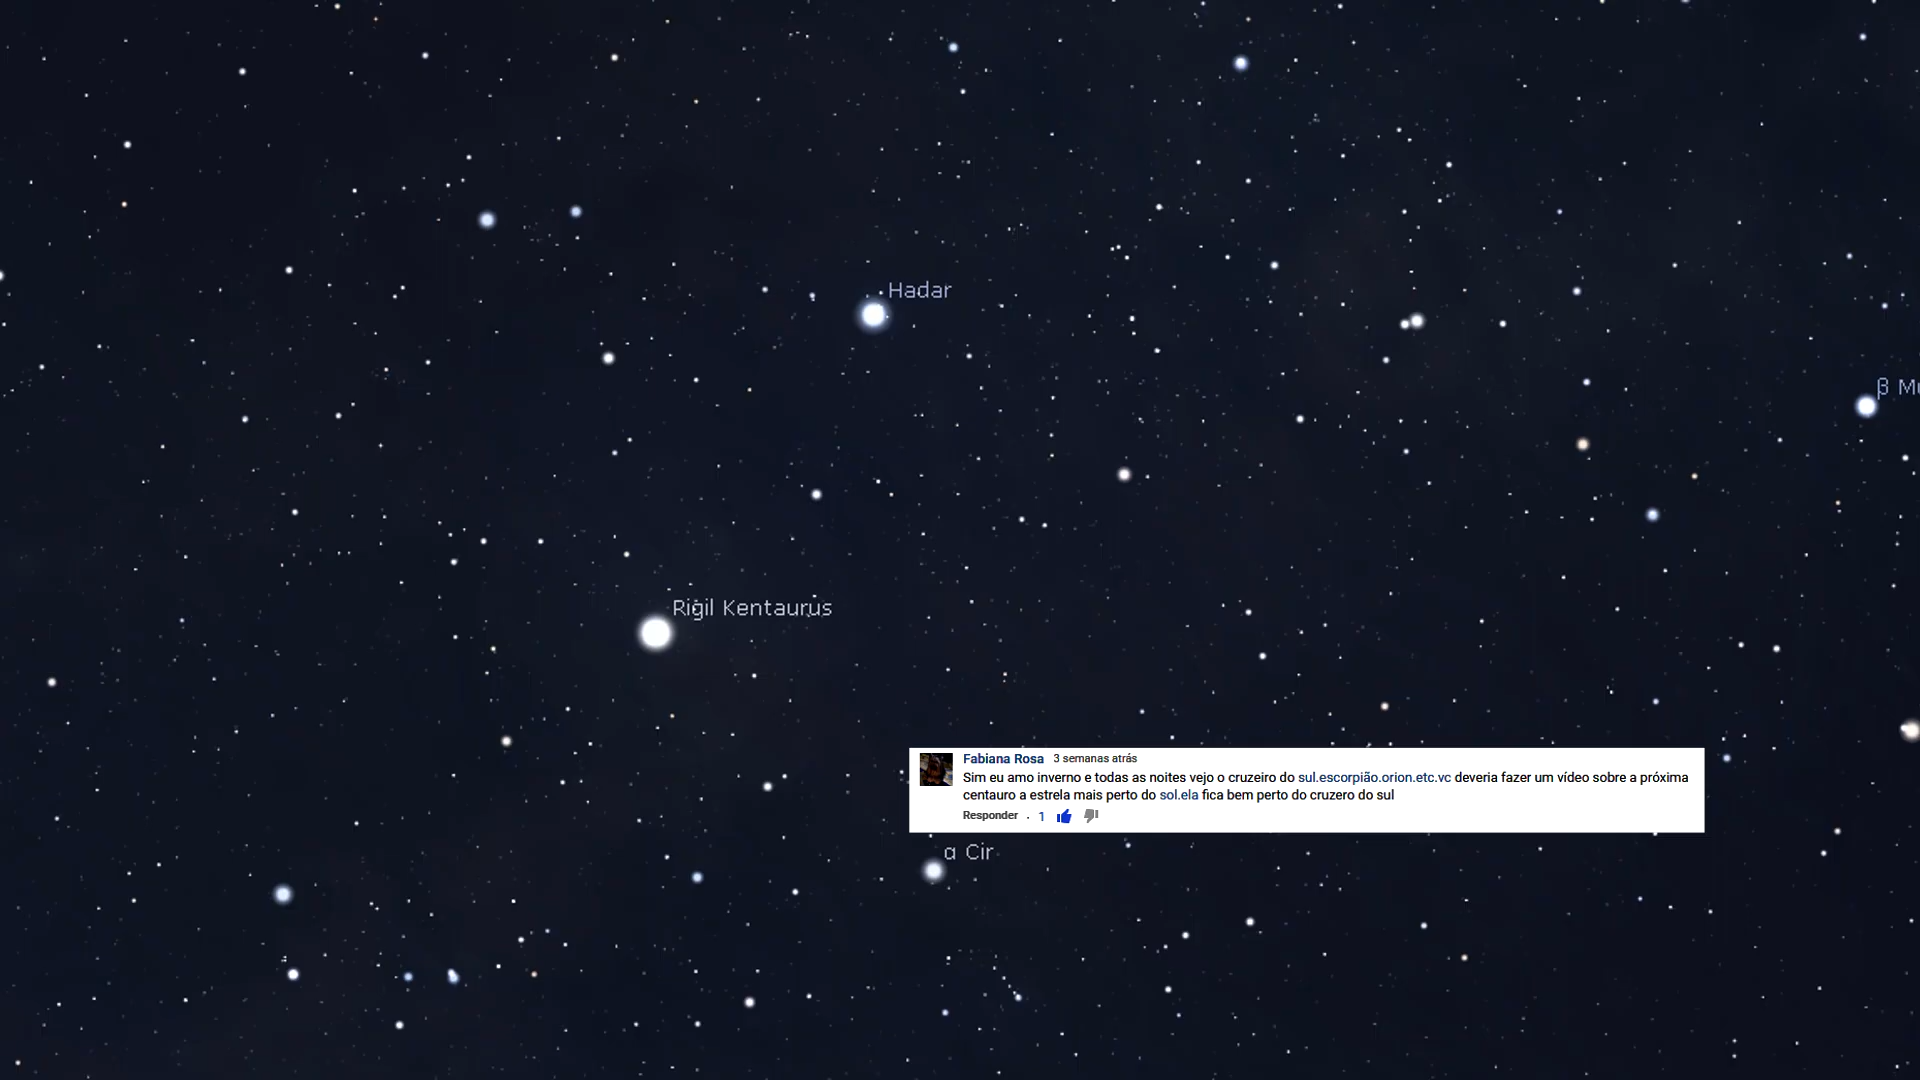 Hadar
β Mu
Rigil Kentaurus
Fabiana Rosa 3 semanas atrás
Sim eu amo inverno e todas as noites vejo o cruzeiro do sul.escorpião.orion.etc.vc deveria fazer um vídeo sobre a próxima
centauro a estrela mais perto do sol.ela fica bem perto do cruzero do sul
Responder . 1
α Cir